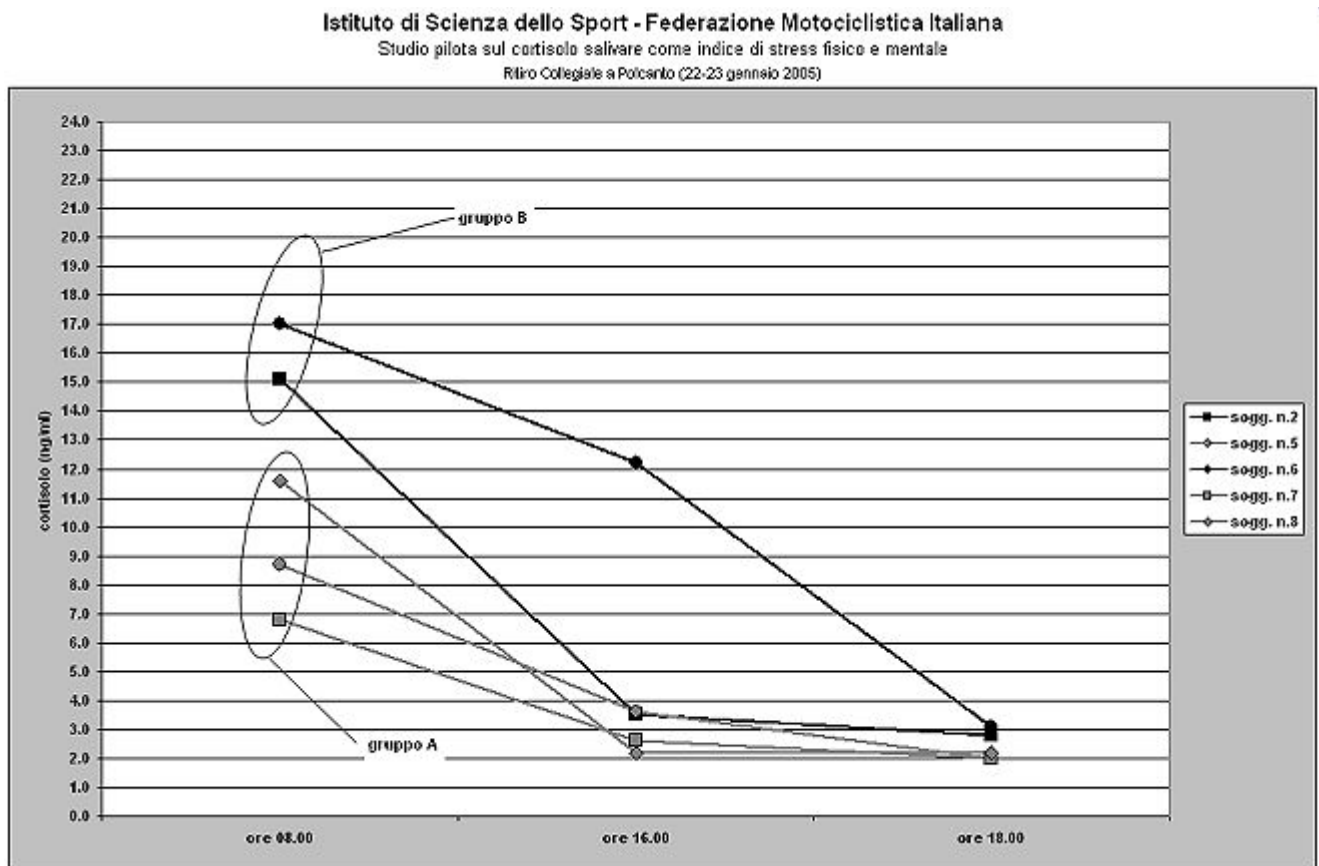 Istituto di Scienza dello Sport - Federazione Motociclistica Italiana
Studio pilota sul cortisolo salivare come indice di stress fisico e mentale
Ritiro Collegiale a Polcanto (22-23 gennaio 2005)
24.0
23.0
22.0
21.0
20.0
19.0
18.0
17.0
16.0
15.0
14.0
13.0
12.0
11.0
10.0
9.0
8.0
7.0
6.0
5.0
4.0
3.0
2.0
1.0
0.0
cortisolo (ng/ml)
gruppo B
gruppo A
ore 08.00
ore 16.00
ore 18.00
sogg. n.2
sogg. n.5
sogg. n.6
sogg. n.7
sogg. n.8